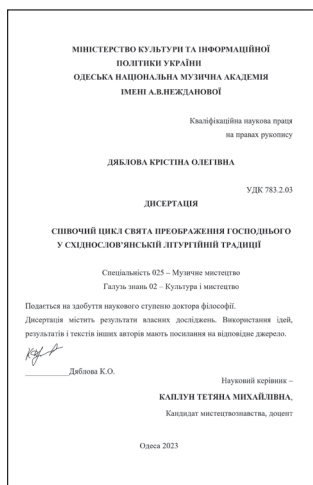 МІНІСТЕРСТВО КУЛЬТУРИ ТА ІНФОРМАЦІЙНОЇ
ПОЛІТИКИ УКРАЇНИ
ОДЕСЬКА НАЦІОНАЛЬНА МУЗИЧНА АКАДЕМІЯ
ІМЕНІ А.В.НЕЖДАНОВОЇ
Кваліфікаційна наукова праця
на правах рукопису
ДЯБЛОВА КРІСТІНА ОЛЕГІВНА
УДК 783.2.03
ДИСЕРТАЦІЯ
СПІВОЧИЙ ЦИКЛ СВЯТА ПРЕОБРАЖЕННЯ ГОСПОДНЬОГО
У СХІДНОСЛОВ’ЯНСЬКІЙ ЛІТУРГІЙНІЙ ТРАДИЦІЇ
Спеціальність 025 – Музичне мистецтво
Галузь знань 02 – Культура і мистецтво
Подається на здобуття наукового ступеню доктора філософії.
Дисертація містить результати власних досліджень. Використання ідей,
результатів і текстів інших авторів мають посилання на відповідне джерело.
____________Дяблова К.О.
Науковий керівник –
КАПЛУН ТЕТЯНА МИХАЙЛІВНА,
Кандидат мистецтвознавства, доцент
Одеса 2023